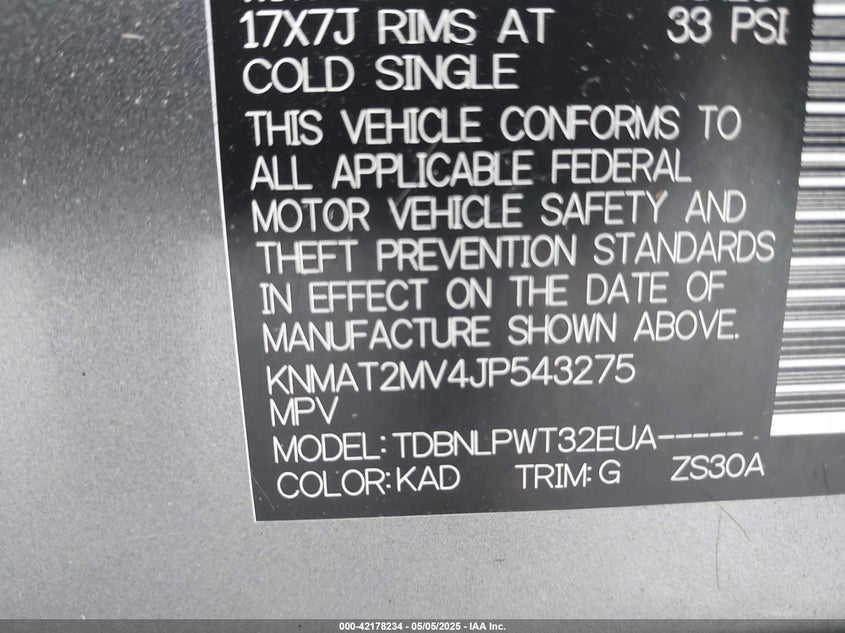 17X7J RIMS AT 33 PSI
COLD SINGLE
THIS VEHICLE CONFORMS TO
ALL APPLICABLE FEDERAL
MOTOR VEHICLE SAFETY AND
THEFT PREVENTION STANDARDS
IN EFFECT ON THE DATE OF
MANUFACTURE SHOWN ABOVE.
KNMAT2MV4JP543275
MPV
MODEL:TDBNLPWT32EUA-----
COLOR:KAD TRIM:G ZS30A
000-42178234 - 05/05/2025 - IAA Inc.